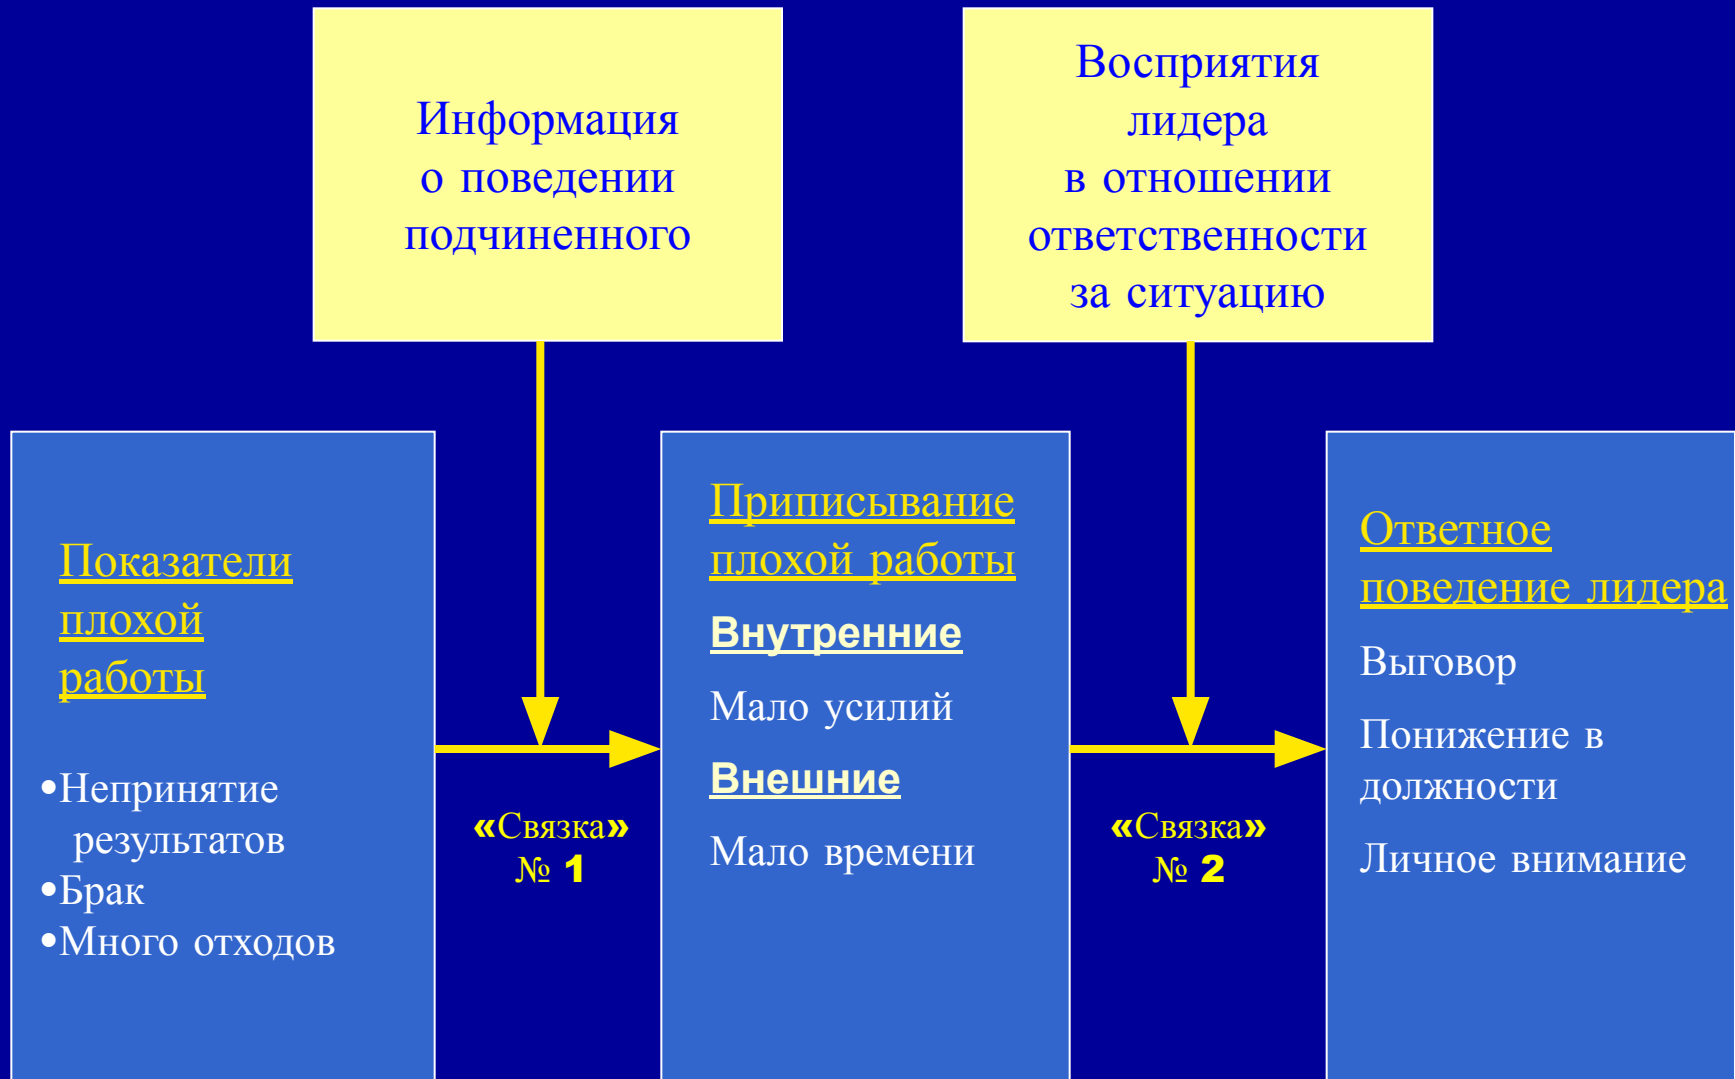 Информация
о поведении
подчиненного
Восприятия
лидера
в отношении
ответственности
за ситуацию
Показатели
плохой
работы
•Непринятие
результатов
•Брак
•Много отходов
«Связка»
№ 1
Приписывание
плохой работы
Внутренние
Мало усилий
Внешние
Мало времени
«Связка»
№ 2
Ответное
поведение лидера
Выговор
Понижение в
должности
Личное внимание